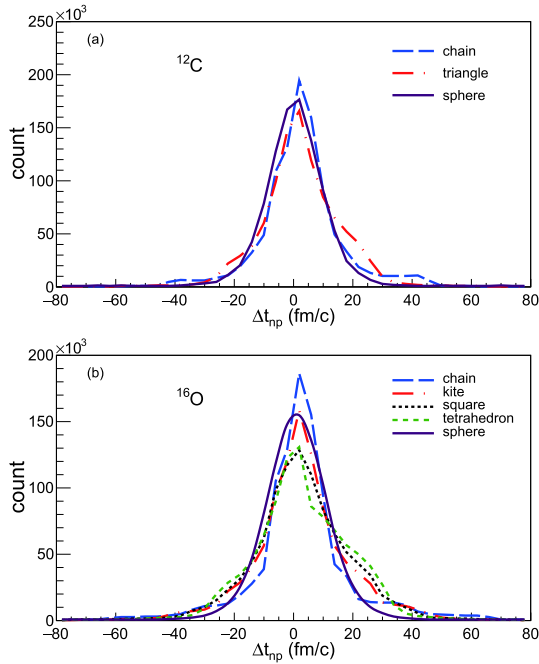 ×10³
250
(a)
¹²C
chain
triangle
sphere
200
150
100
50
0
count
−80 −60 −40 −20 0 20 40 60 80
Δtnp (fm/c)
×10³
200
(b)
¹⁶O
chain
kite
square
tetrahedron
sphere
150
100
50
0
count
−80 −60 −40 −20 0 20 40 60 80
Δtnp (fm/c)